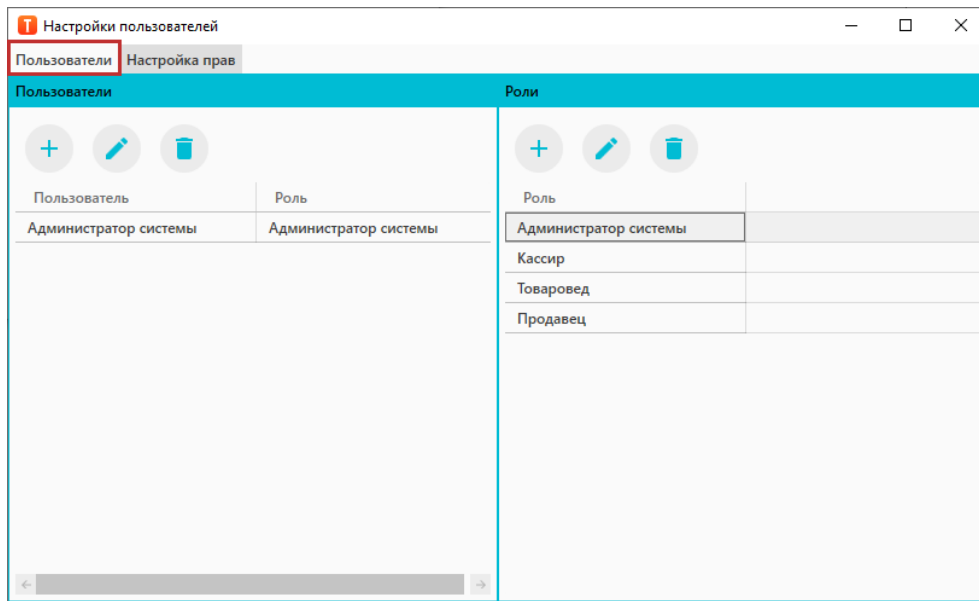 T Настройки пользователей
Пользователи Настройка прав
Пользователи
Пользователь Роль
Администратор системы Администратор системы
Роли
Роль
Администратор системы
Кассир
Товаровед
Продавец